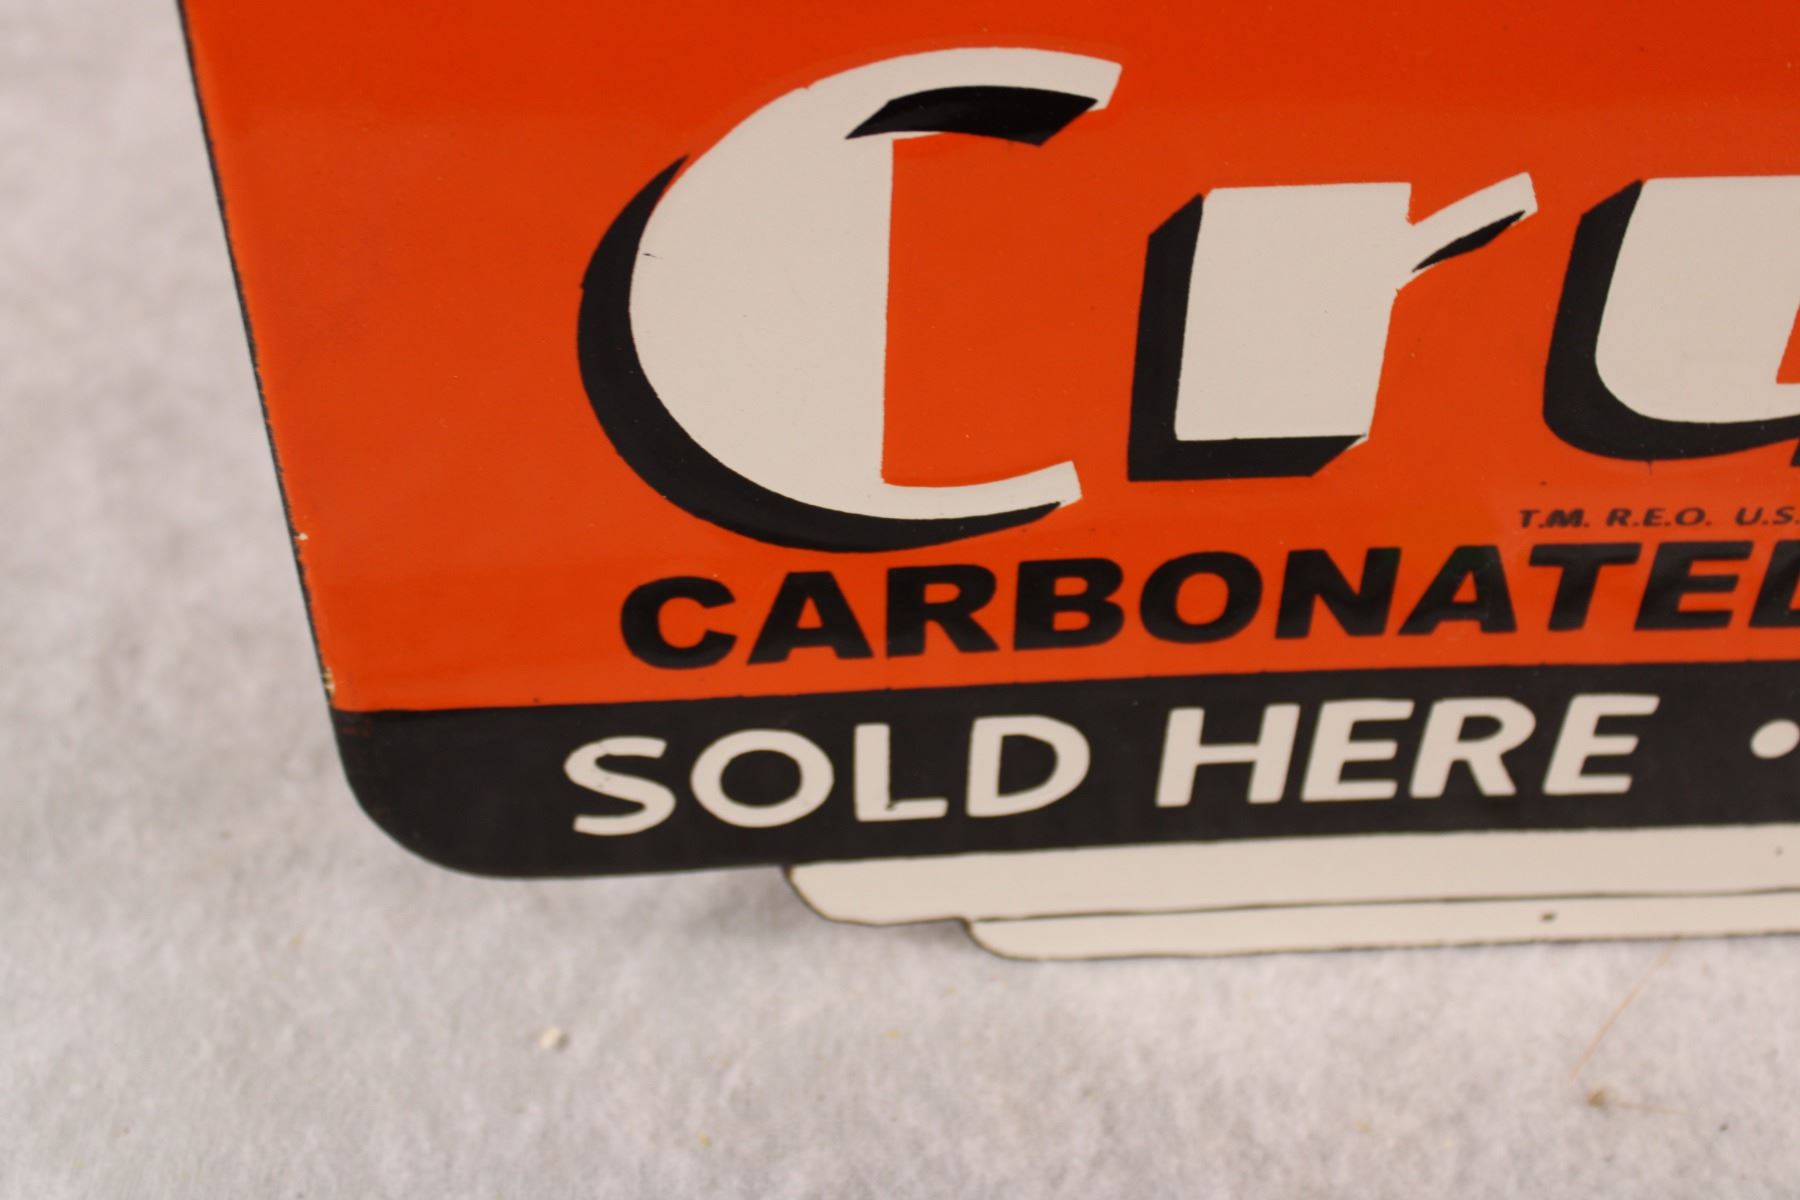 Cru
T.M. R.E.O. U.S.
CARBONATED
SOLD HERE •